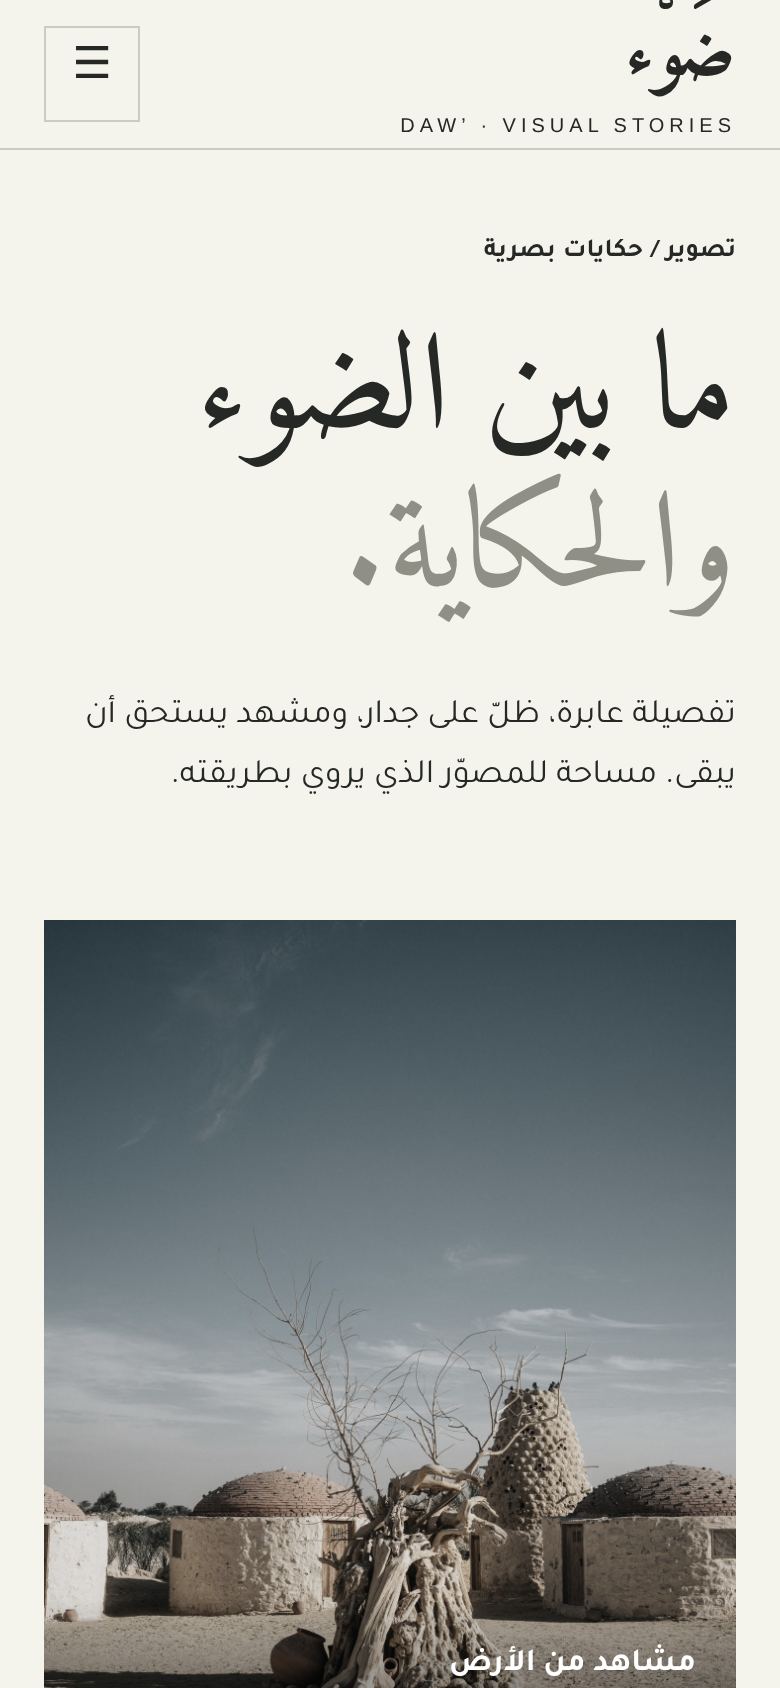 ضَوْء
DAW’ · VISUAL STORIES
تصوير / حكايات بصرية
ما بين الضوء
والحكاية.
تفصيلة عابرة، ظلّ على جدار، ومشهد يستحق أن
يبقى. مساحة للمصوّر الذي يروي بطريقته.
مشاهد من الأرض